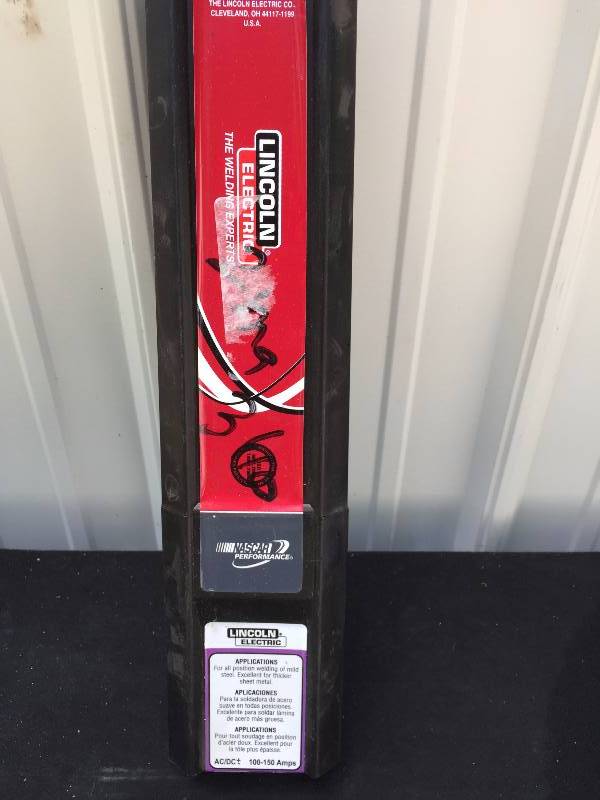 THE LINCOLN ELECTRIC CO.
CLEVELAND, OH 44117-1199
U.S.A.
LINCOLN
ELECTRIC
THE WELDING EXPERTS
NASCAR
PERFORMANCE
LINCOLN
ELECTRIC
APPLICATIONS
For all position welding of mild
steel. Excellent for thicker
sheet metal.
APLICACIONES
Para la soldadura de acero
suave en todas posiciones.
Excelente para soldar lámina
de acero más gruesa.
APPLICATIONS
Pour tout soudage en position
d'acier doux. Excellent pour
la tôle plus épaisse.
AC/DC± 100-150 Amps